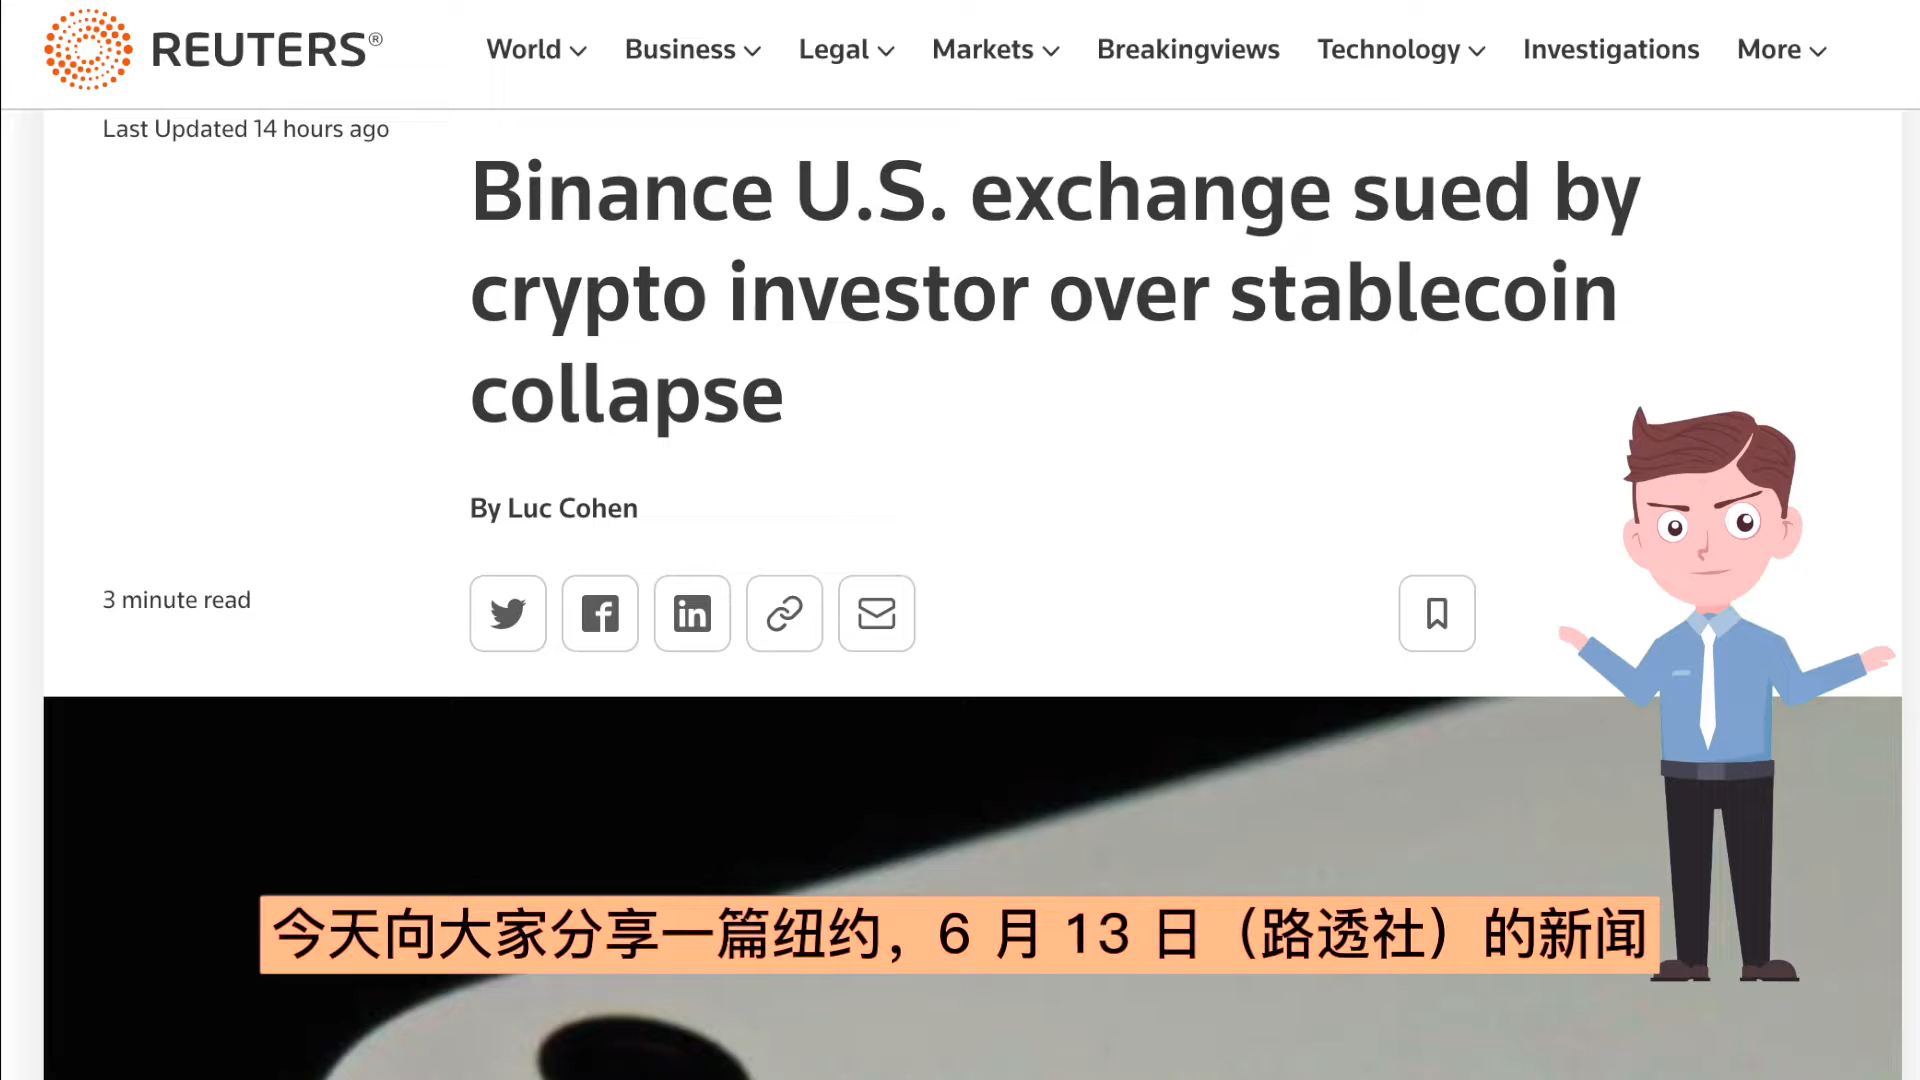 REUTERS®
World Business Legal Markets Breakingviews Technology Investigations More
Last Updated 14 hours ago
Binance U.S. exchange sued by
crypto investor over stablecoin
collapse
By Luc Cohen
3 minute read
今天向大家分享一篇纽约，6 月 13 日（路透社）的新闻